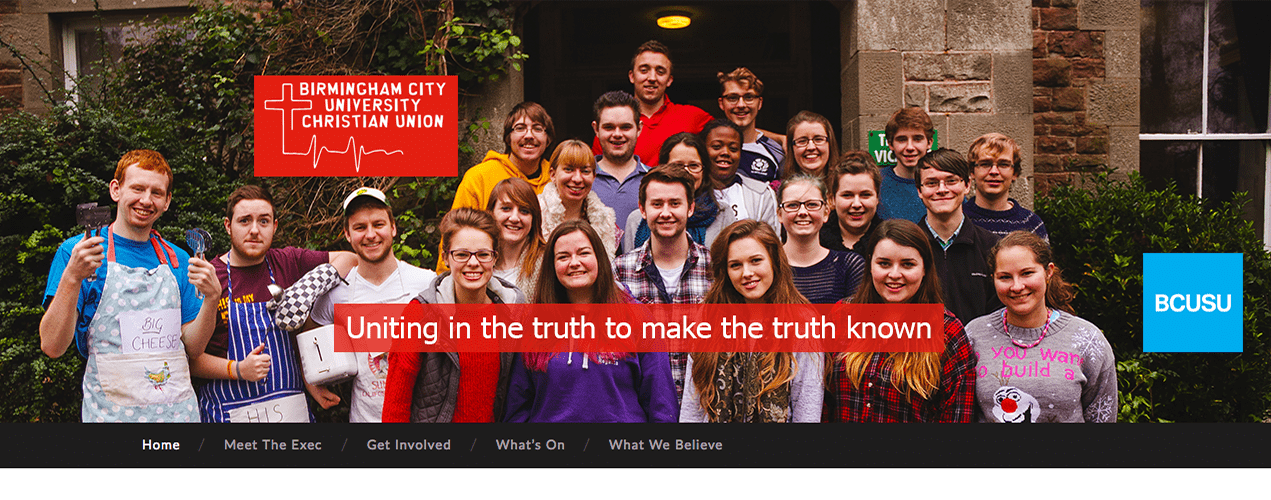 BIRMINGHAM CITY
UNIVERSITY
CHRISTIAN UNION
BIG
CHEESE
HIS
you wan
build a
BCUSU
Uniting in the truth to make the truth known
Home / Meet The Exec / Get Involved / What's On / What We Believe